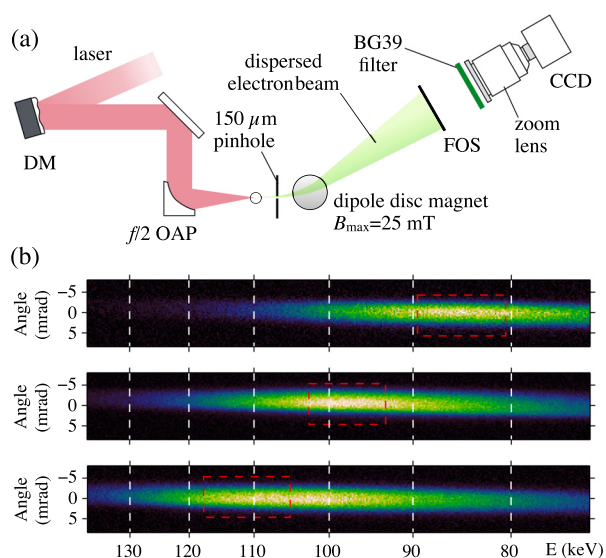 (a)
laser
DM
f/2 OAP
150 μm
pinhole
dispersed
electron beam
BG39
filter
CCD
zoom
lens
FOS
dipole disc magnet
Bmax=25 mT
(b)
Angle
(mrad)
−5
0
5
Angle
(mrad)
−5
0
5
Angle
(mrad)
−5
0
5
130 120 110 100 90 80 E (keV)